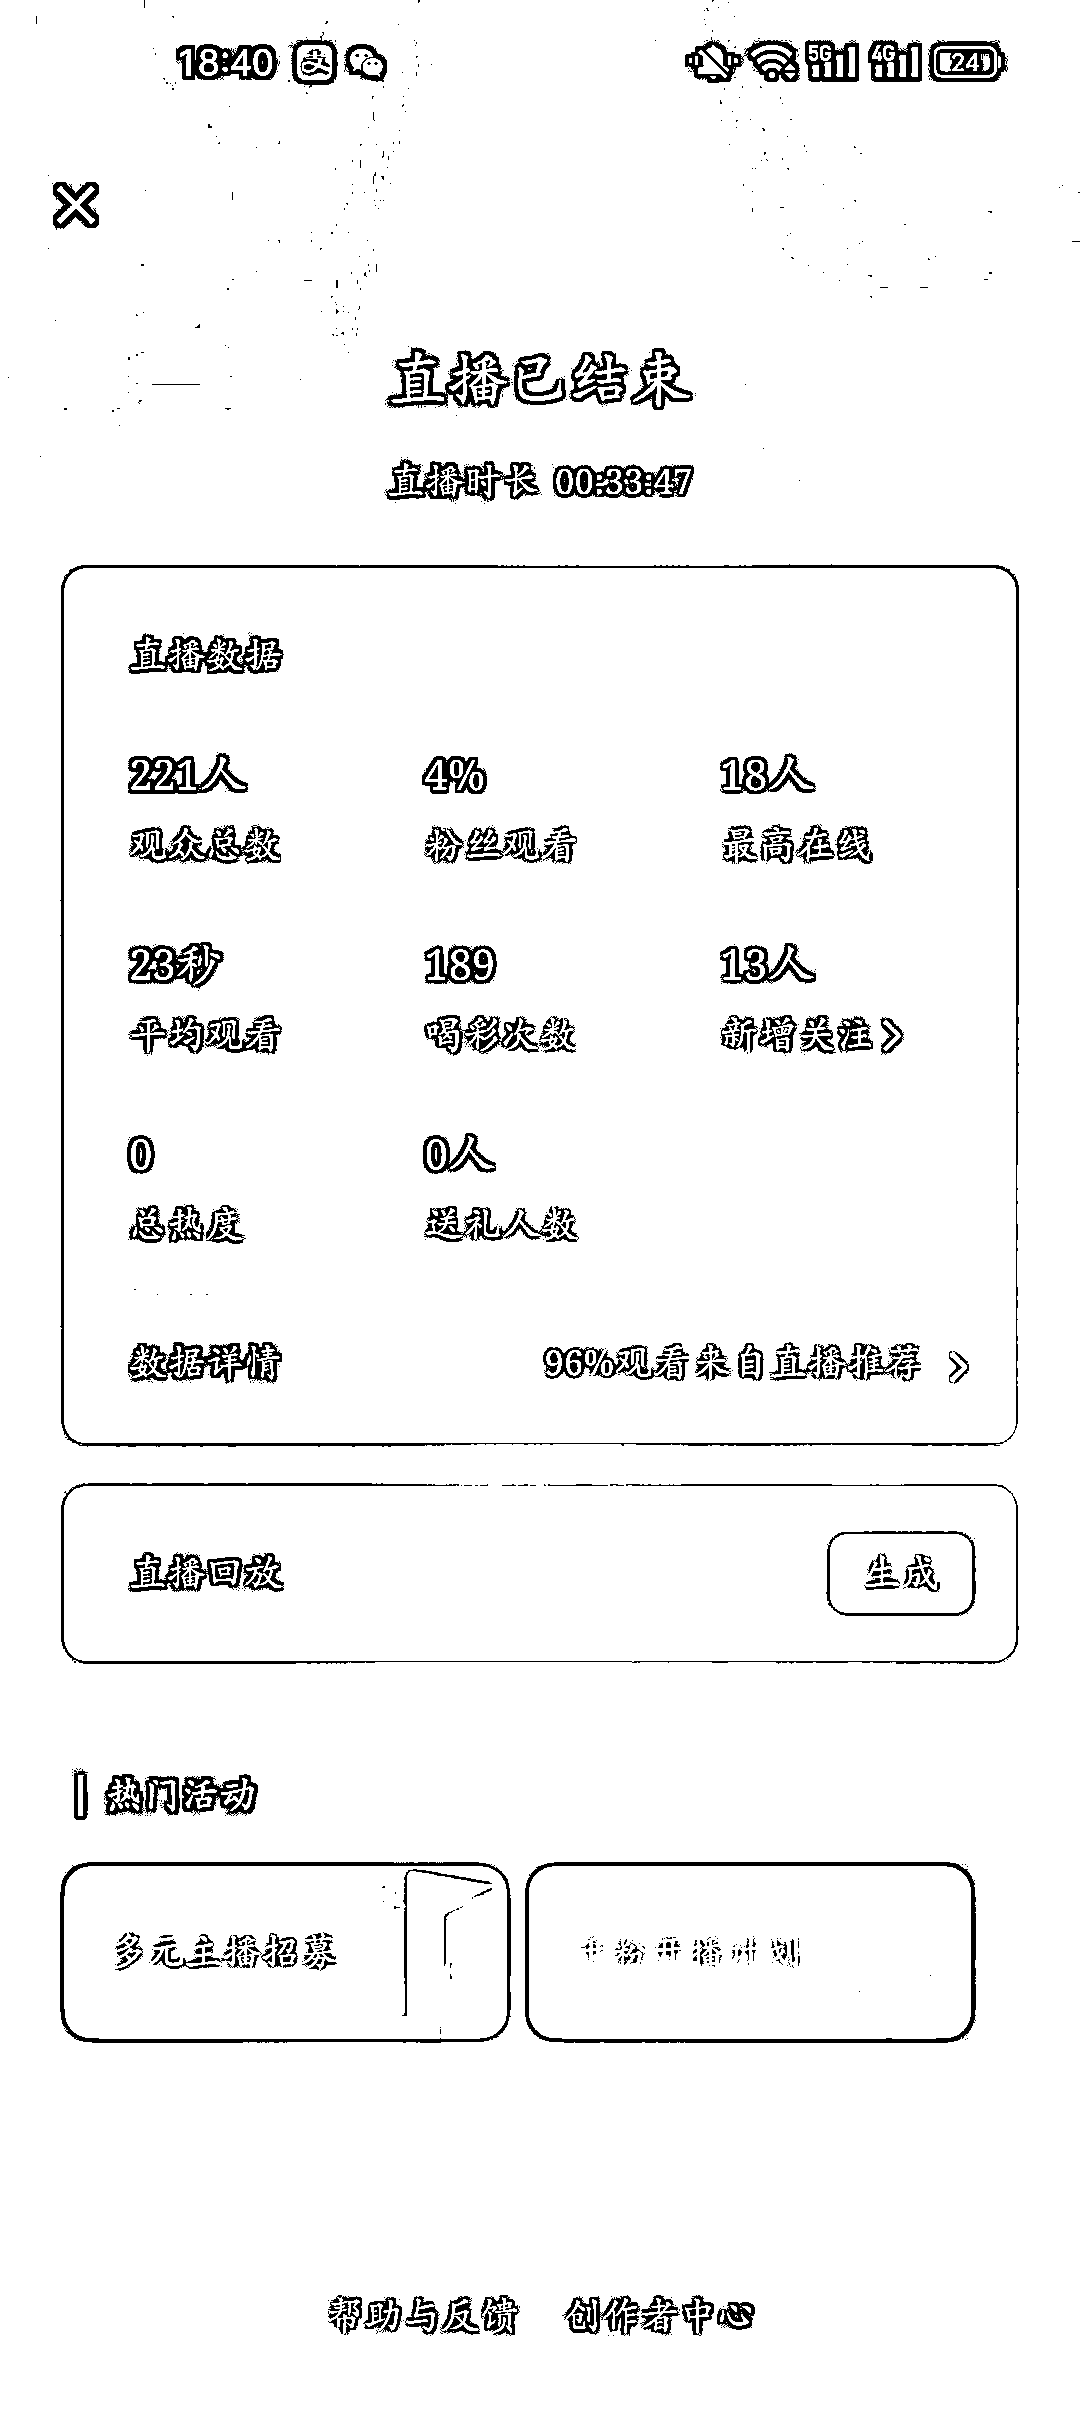 18:40 5G 4G 24
直播已结束
直播时长 00:33:47
直播数据
221人 4% 18人
观众总数 粉丝观看 最高在线
23秒 189 13人
平均观看 喝彩次数 新增关注
0 0人
总热度 送礼人数
数据详情 96%观看来自直播推荐
直播回放 生成
热门活动
多元主播招募 粉开播计划
帮助与反馈 创作者中心